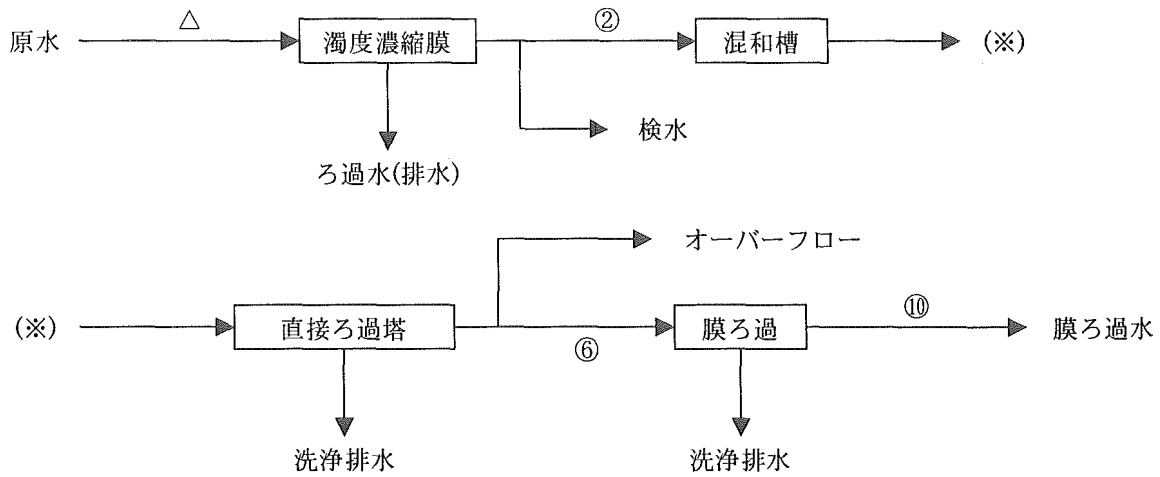 △
②
原水
濁度濃縮膜
混和槽
(※)
検水
ろ過水(排水)
オーバーフロー
(※)
直接ろ過塔
⑥
膜ろ過
⑩
膜ろ過水
洗浄排水
洗浄排水